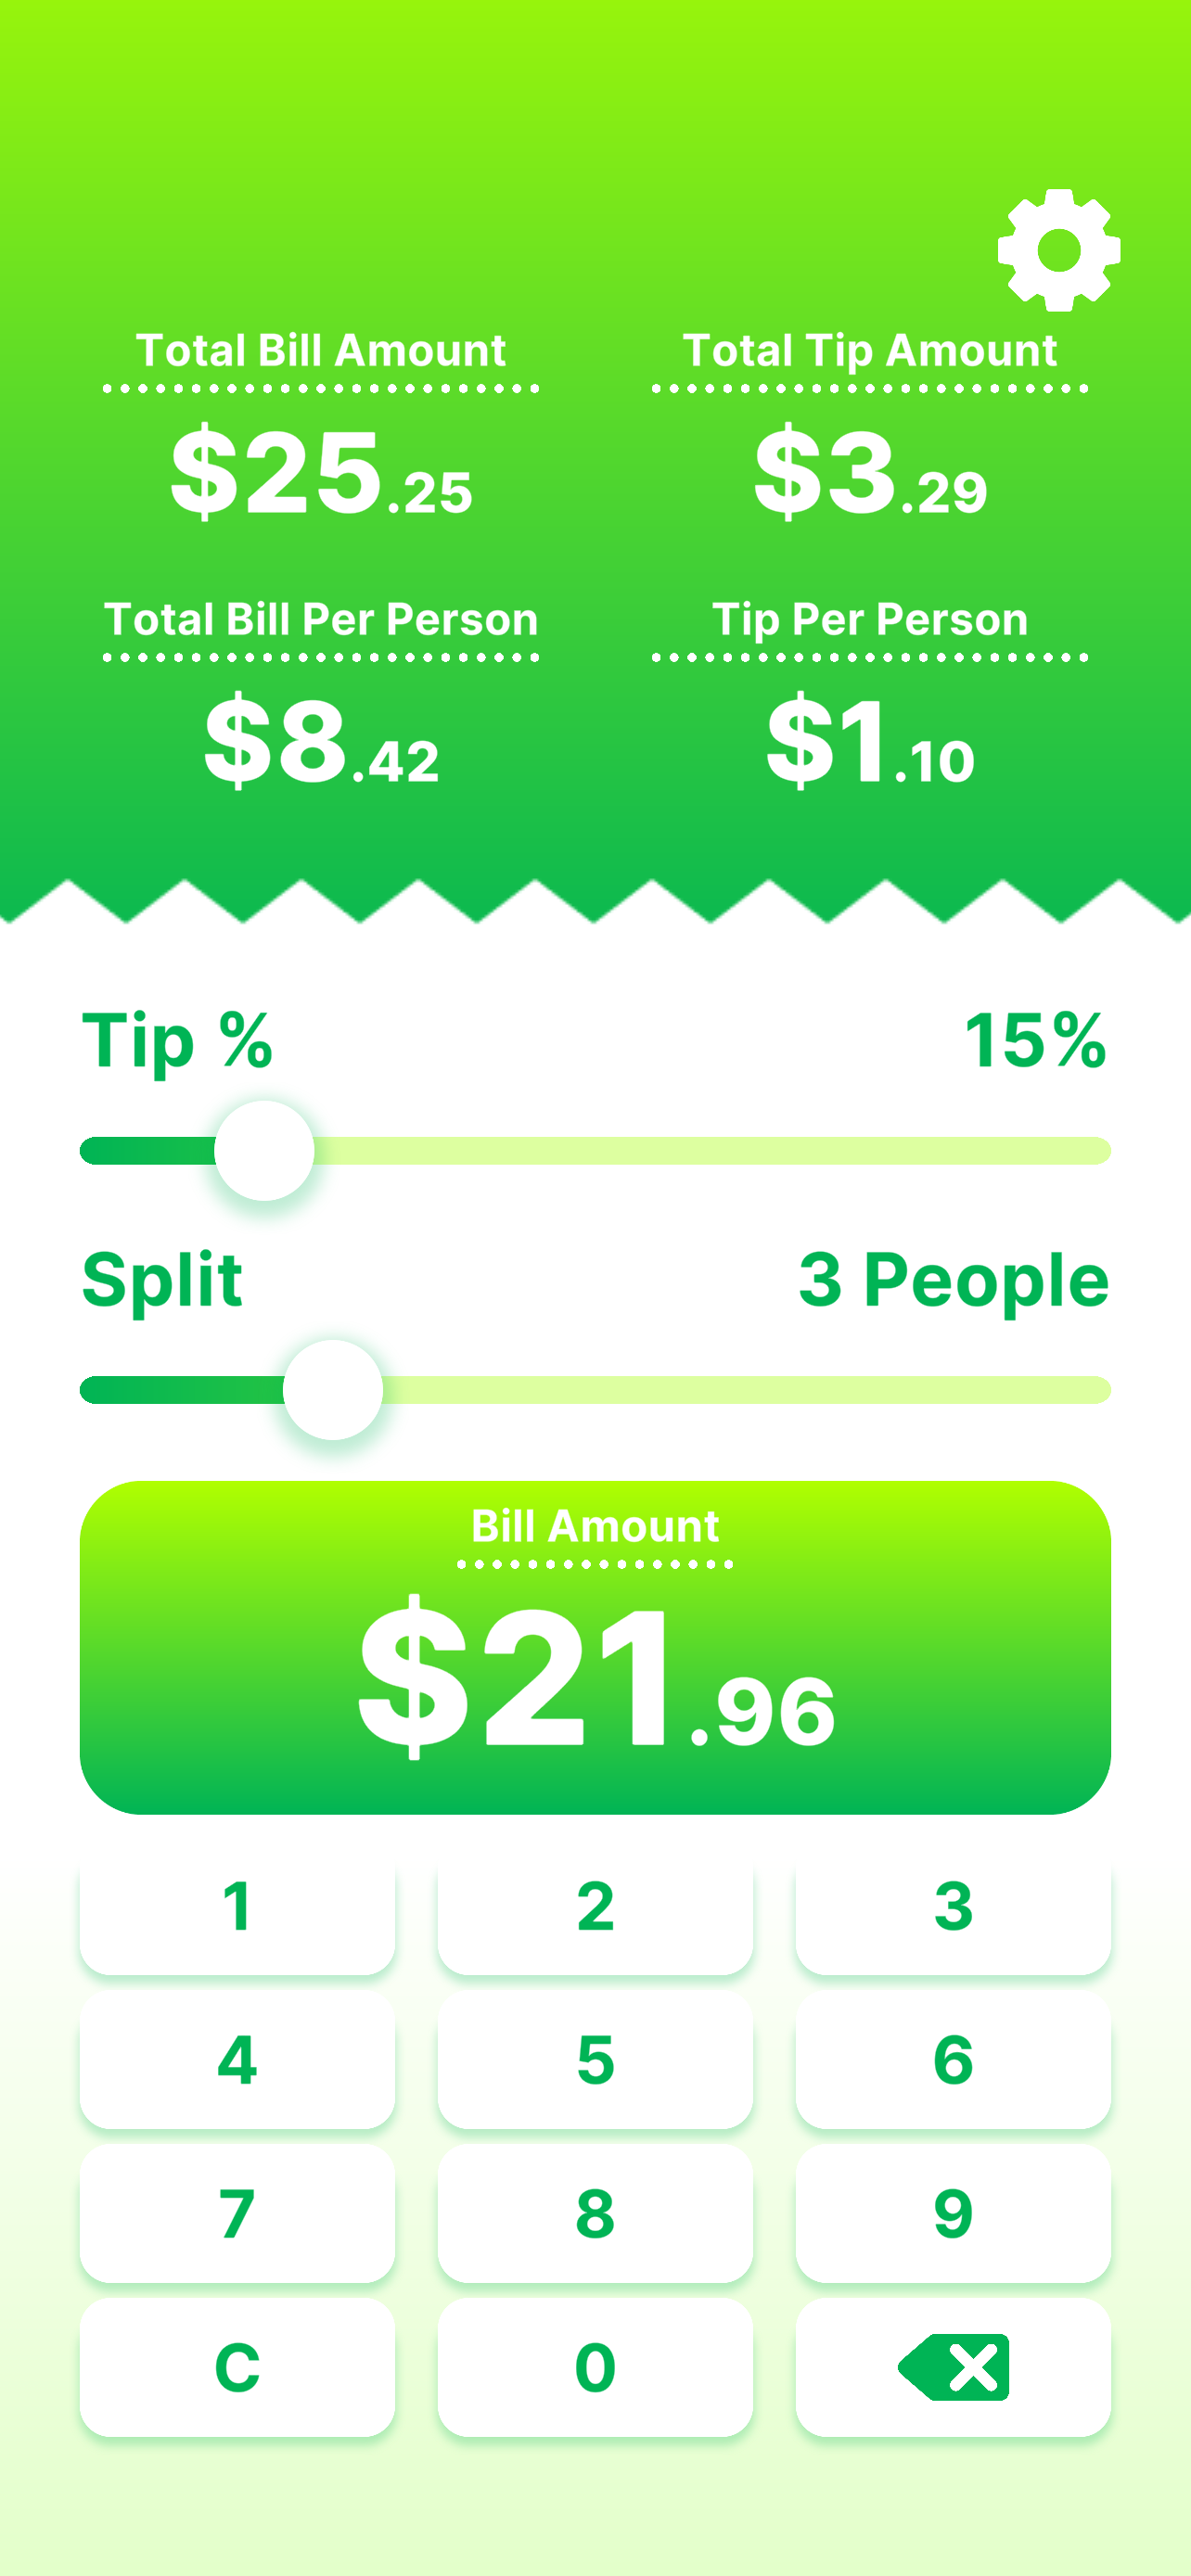 Total Bill Amount
$25.25
Total Tip Amount
$3.29
Total Bill Per Person
$8.42
Tip Per Person
$1.10
Tip % 15%
Split 3 People
Bill Amount
$21.96
1 2 3
4 5 6
7 8 9
C 0